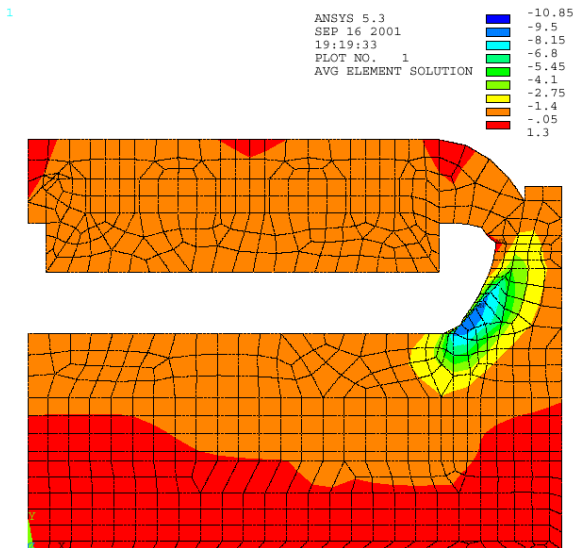 1
ANSYS 5.3
SEP 16 2001
19:19:33
PLOT NO. 1
AVG ELEMENT SOLUTION
-10.85
-9.5
-8.15
-6.8
-5.45
-4.1
-2.75
-1.4
-.05
1.3
Y